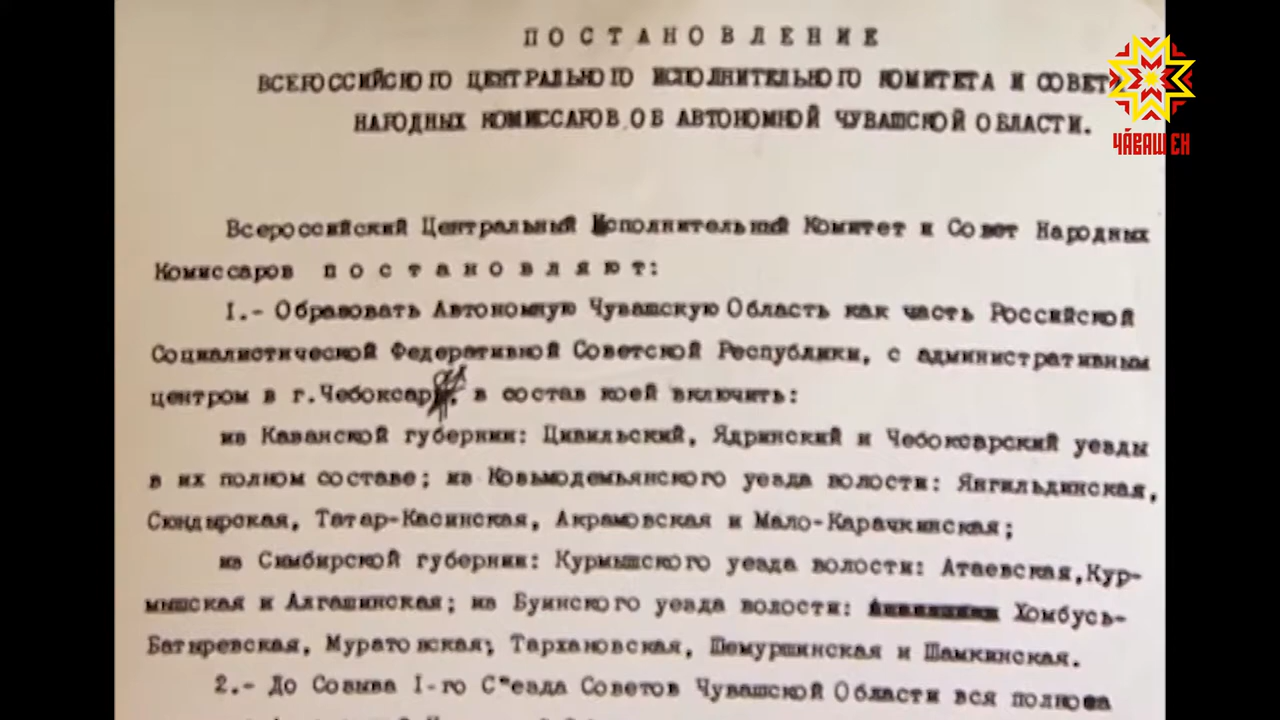 ПОСТАНОВЛЕНИЕ
ВСЕРОССИЙСКОГО ЦЕНТРАЛЬНОГО ИСПОЛНИТЕЛЬНОГО КОМИТЕТА И СОВЕТ
НАРОДНЫХ КОМИССАРОВ ОБ АВТОНОМНОЙ ЧУВАШСКОЙ ОБЛАСТИ.
ЧӐВАШ ЕН
Всероссийский Центральный Исполнительный Комитет и Совет Народных
Комиссаров постановляют:
I.- Образовать Автономную Чувашскую Область как часть Российской
Социалистической Федеративной Советской Республики, с административным
центром в г.Чебоксары, в состав коей включить:
из Казанской губернии: Цивильский, Ядринский и Чебоксарский уезды
в их полном составе; из Козьмодемьянского уезда волости: Янгильдинская,
Сюндырская, Татар-Касинская, Акрамовская и Мало-Карачкинская;
из Симбирской губернии: Курмышского уезда волости: Атаевская,Кур-
мышская и Алгашинская; из Буинского уезда волости: Хомбусь-
Батыревская, Муратовская; Тархановская, Шемуршинская и Шамкинская.
2.- До Созыва I-го С"езда Советов Чувашской Области вся полнота